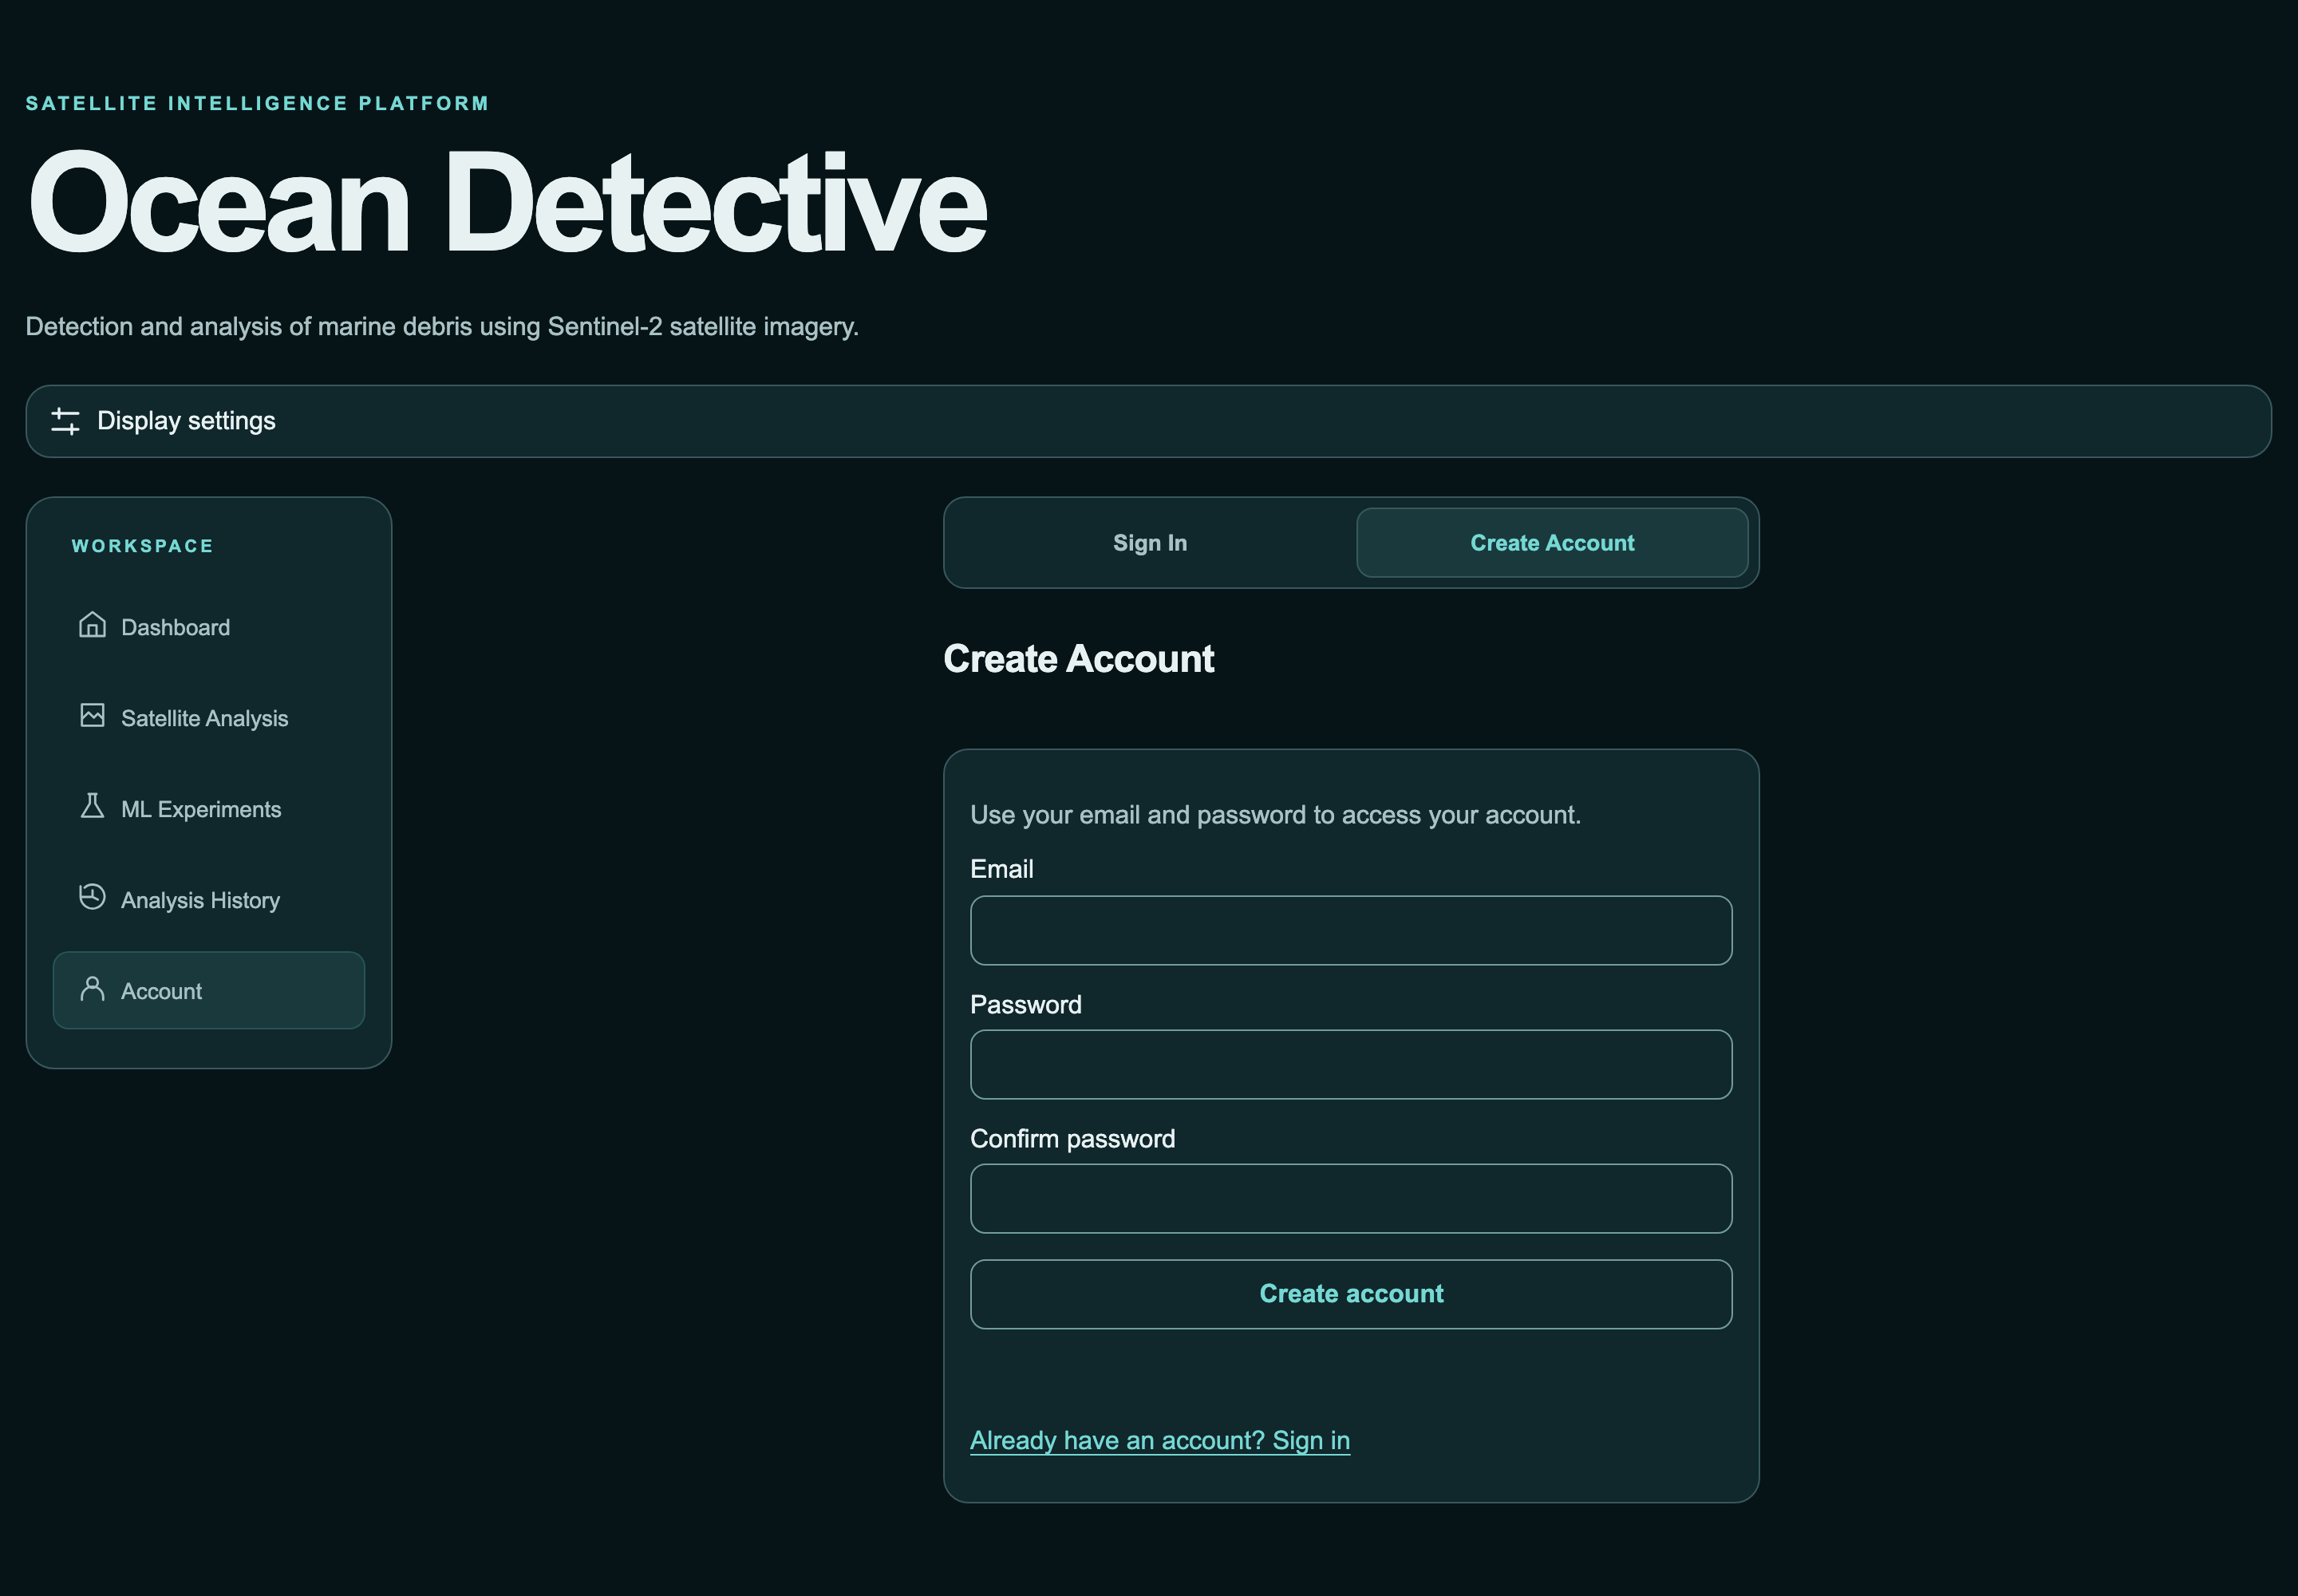 SATELLITE INTELLIGENCE PLATFORM
Ocean Detective
Detection and analysis of marine debris using Sentinel-2 satellite imagery.
Display settings
WORKSPACE
Dashboard
Satellite Analysis
ML Experiments
Analysis History
Account
Sign In
Create Account
Create Account
Use your email and password to access your account.
Email
Password
Confirm password
Create account
Already have an account? Sign in